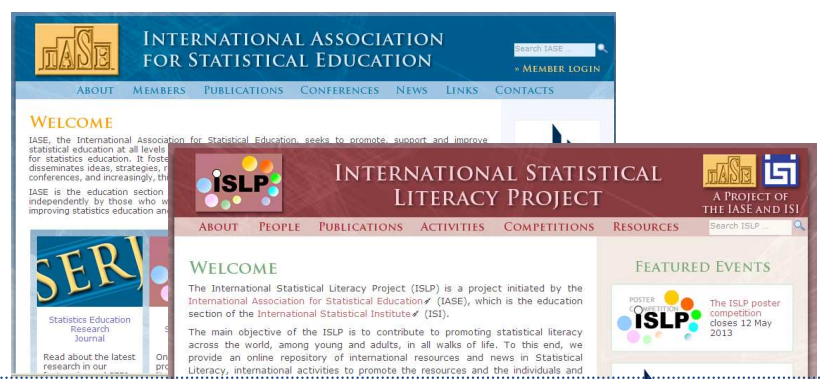 IASE
INTERNATIONAL ASSOCIATION
FOR STATISTICAL EDUCATION
Search IASE ...
» MEMBER LOGIN
ABOUT MEMBERS PUBLICATIONS CONFERENCES NEWS LINKS CONTACTS
WELCOME
IASE, the International Association for Statistical Education, seeks to promote, support and improve
statistical education at all levels
for statistics education. It foste
disseminates ideas, strategies, r
conferences, and increasingly, th
IASE is the education section
independently by those who w
improving statistics education an
SERJ
Statistics Education
Research
Journal
Read about the latest
research in our
On
pro
ISLP
INTERNATIONAL STATISTICAL
LITERACY PROJECT
IASE
ISI
A PROJECT OF
THE IASE AND ISI
ABOUT PEOPLE PUBLICATIONS ACTIVITIES COMPETITIONS RESOURCES
Search ISLP ...
WELCOME
The International Statistical Literacy Project (ISLP) is a project initiated by the
International Association for Statistical Education (IASE), which is the education
section of the International Statistical Institute (ISI).
The main objective of the ISLP is to contribute to promoting statistical literacy
across the world, among young and adults, in all walks of life. To this end, we
provide an online repository of international resources and news in Statistical
Literacy, international activities to promote the resources and the individuals and
FEATURED EVENTS
POSTER
COMPETITION
ISLP
The ISLP poster
competition
closes 12 May
2013